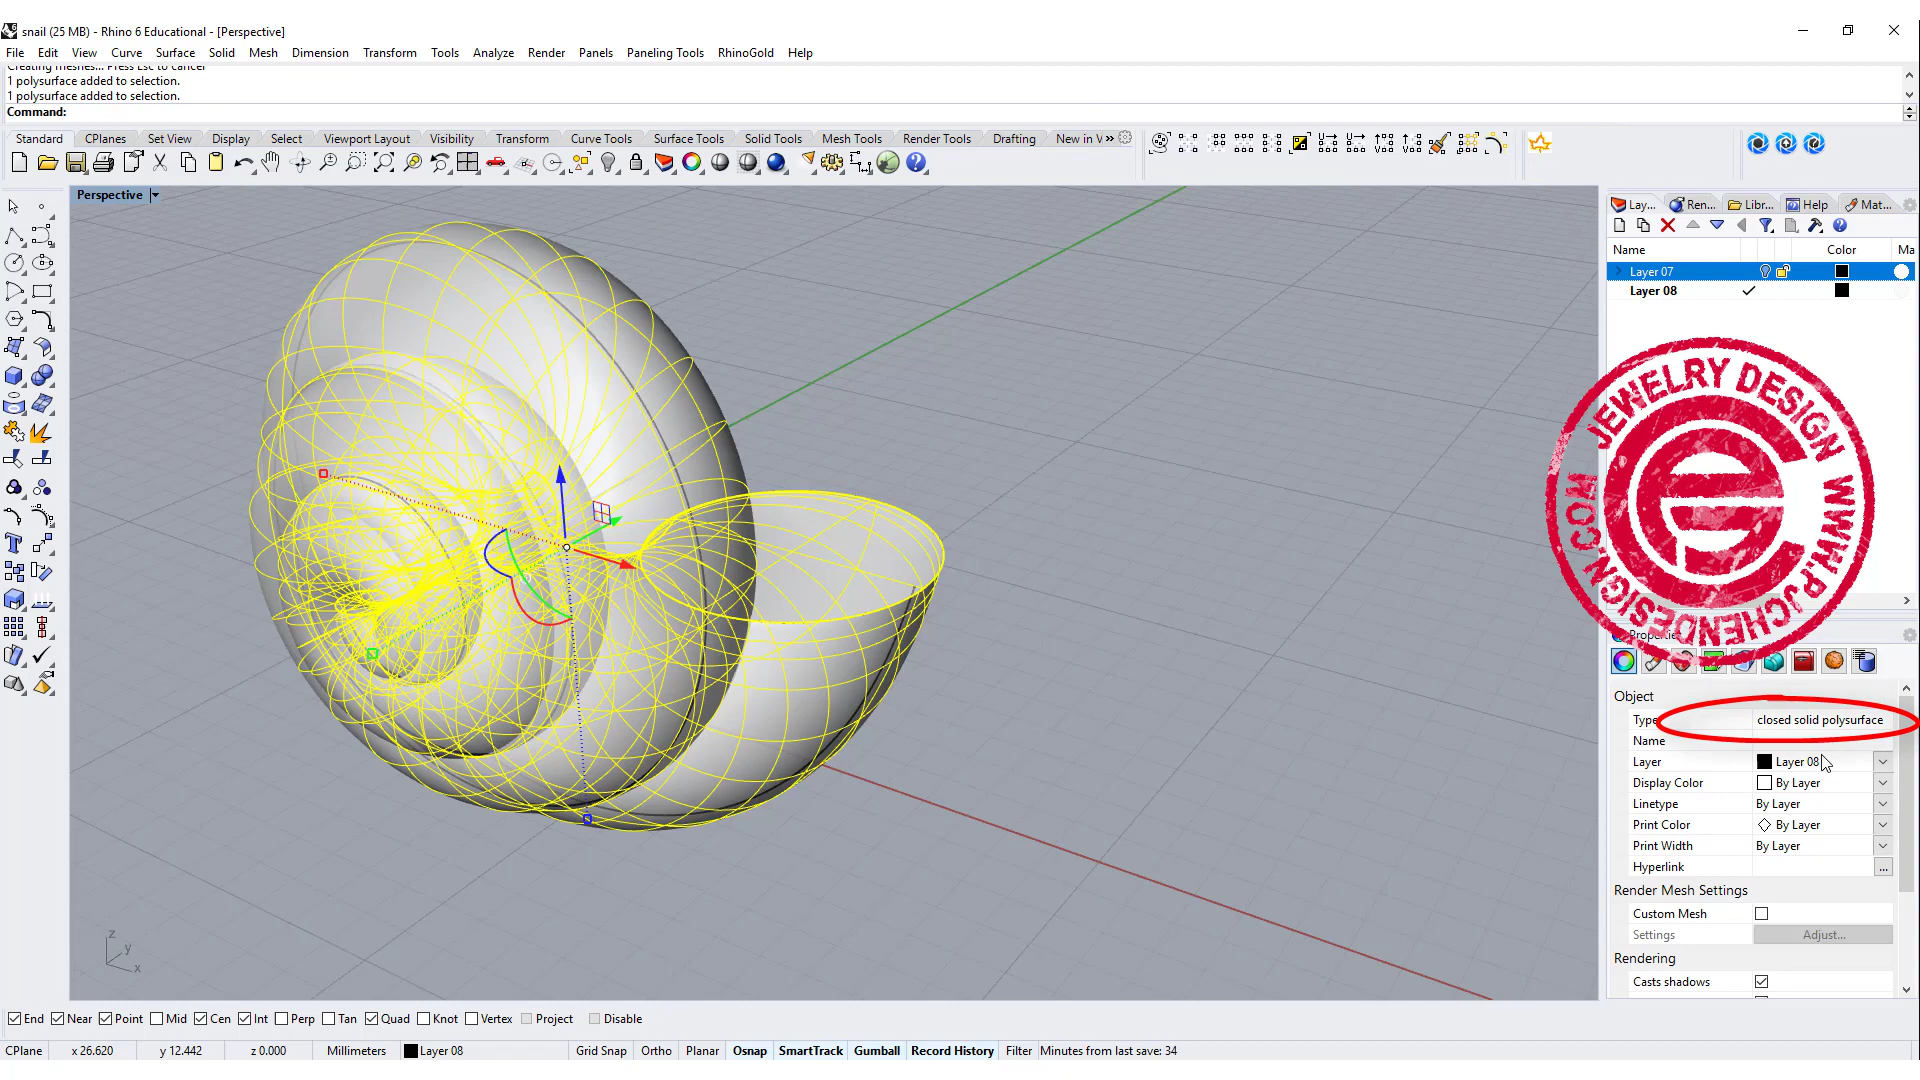 snail (25 MB) - Rhino 6 Educational - [Perspective]
File Edit View Curve Surface Solid Mesh Dimension Transform Tools Analyze Render Panels Paneling Tools RhinoGold Help
Creating meshes... Press Esc to cancel
1 polysurface added to selection.
1 polysurface added to selection.
Command:
Standard CPlanes Set View Display Select Viewport Layout Visibility Transform Curve Tools Surface Tools Solid Tools Mesh Tools Render Tools Drafting New in V »
Perspective
Lay... Ren... Libr... Help Mat...
Name Color Ma
Layer 07
Layer 08
JEWELRY DESIGN WWW.PJCHENDESIGN.COM
Properti
Object
Type closed solid polysurface
Name
Layer Layer 08
Display Color By Layer
Linetype By Layer
Print Color By Layer
Print Width By Layer
Hyperlink ...
Render Mesh Settings
Custom Mesh
Settings Adjust...
Rendering
Casts shadows
z
y
x
End Near Point Mid Cen Int Perp Tan Quad Knot Vertex Project Disable
CPlane x 26.620 y 12.442 z 0.000 Millimeters Layer 08 Grid Snap Ortho Planar Osnap SmartTrack Gumball Record History Filter Minutes from last save: 34